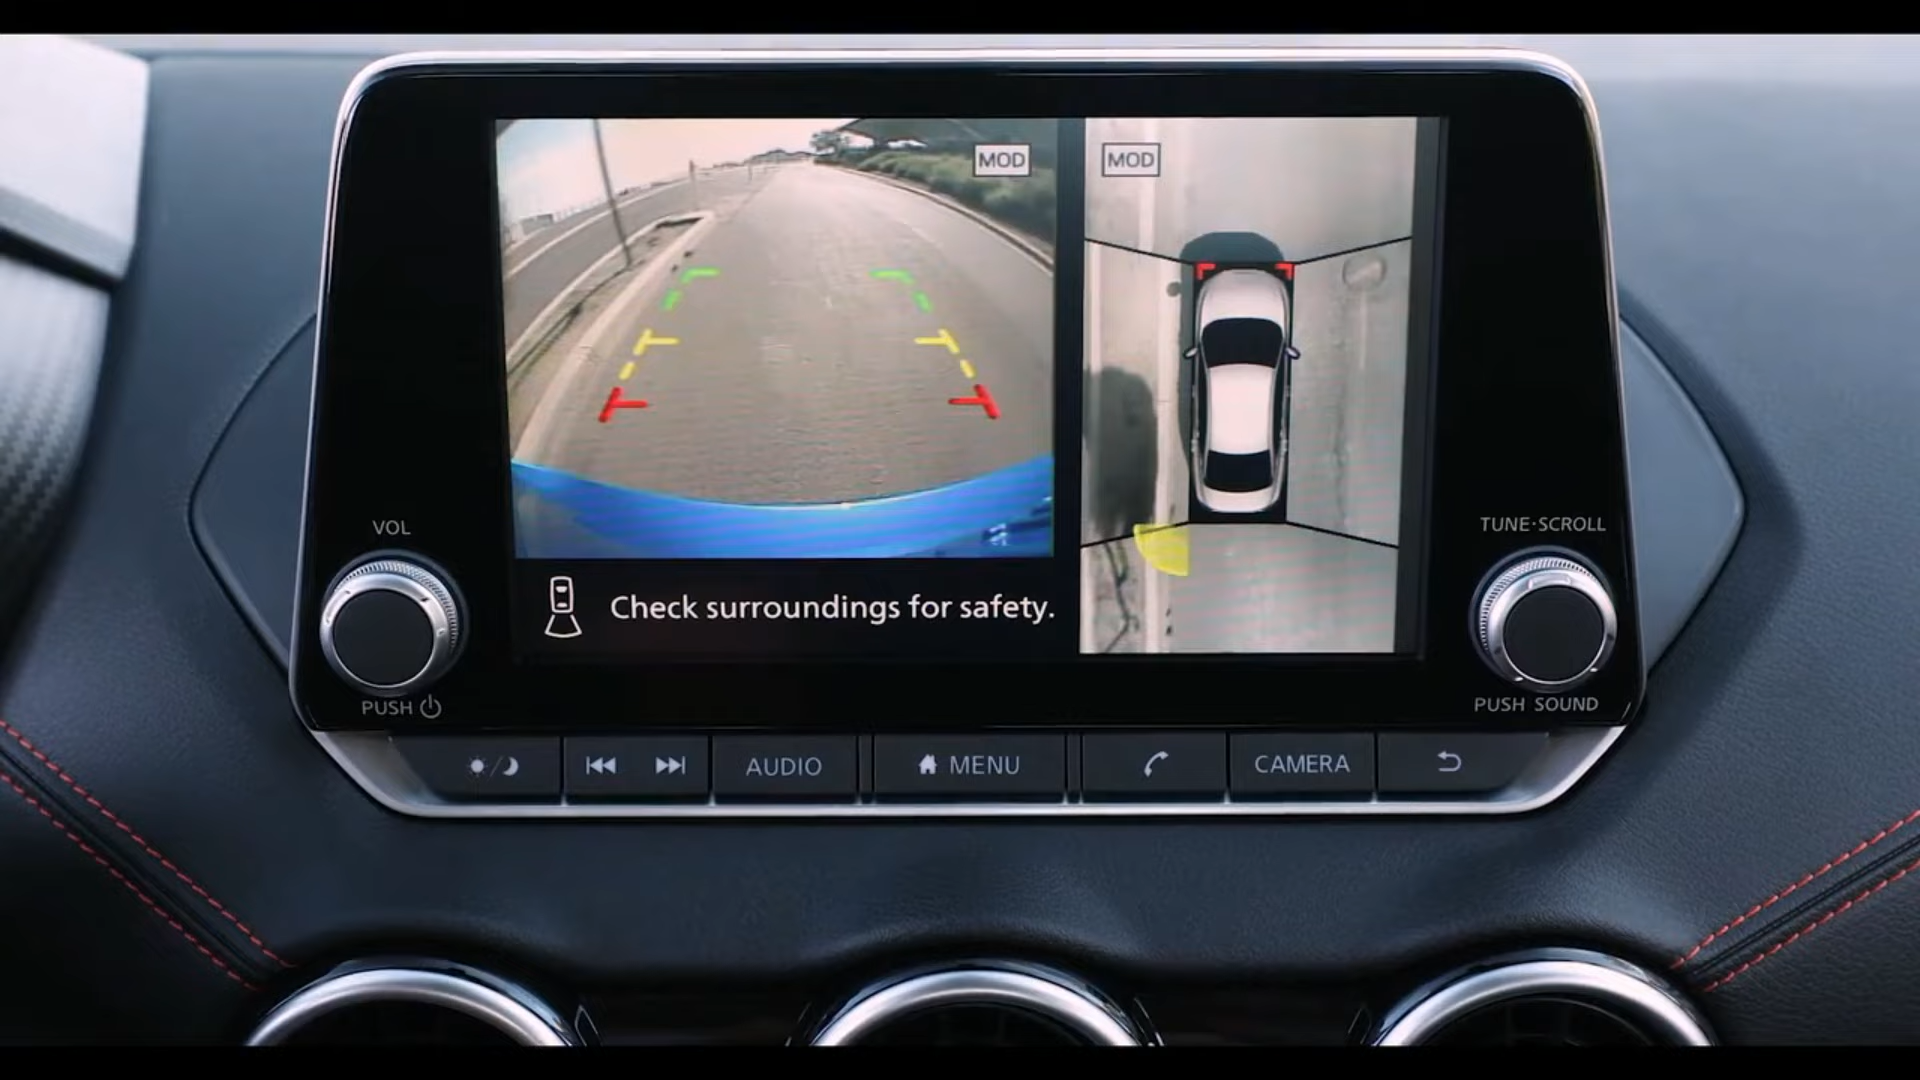 MOD
MOD
Check surroundings for safety.
VOL
PUSH
TUNE·SCROLL
PUSH SOUND
AUDIO
MENU
CAMERA